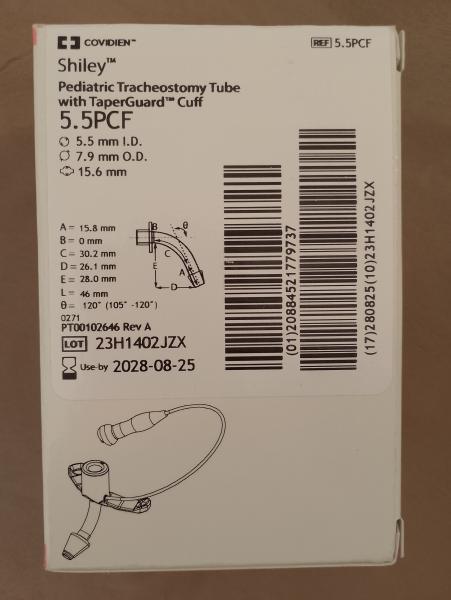 COVIDIEN™
REF 5.5PCF
Shiley™
Pediatric Tracheostomy Tube
with TaperGuard™ Cuff
5.5PCF
5.5 mm I.D.
7.9 mm O.D.
15.6 mm
A = 15.8 mm
B = 0 mm
C = 30.2 mm
D = 26.1 mm
E = 28.0 mm
L = 46 mm
θ = 120° (105° -120°)
B
θ
C
E
A
D
0271
PT00102646 Rev A
LOT 23H1402JZX
Use-by 2028-08-25
(01)20884521779737
(17)280825(10)23H1402JZX